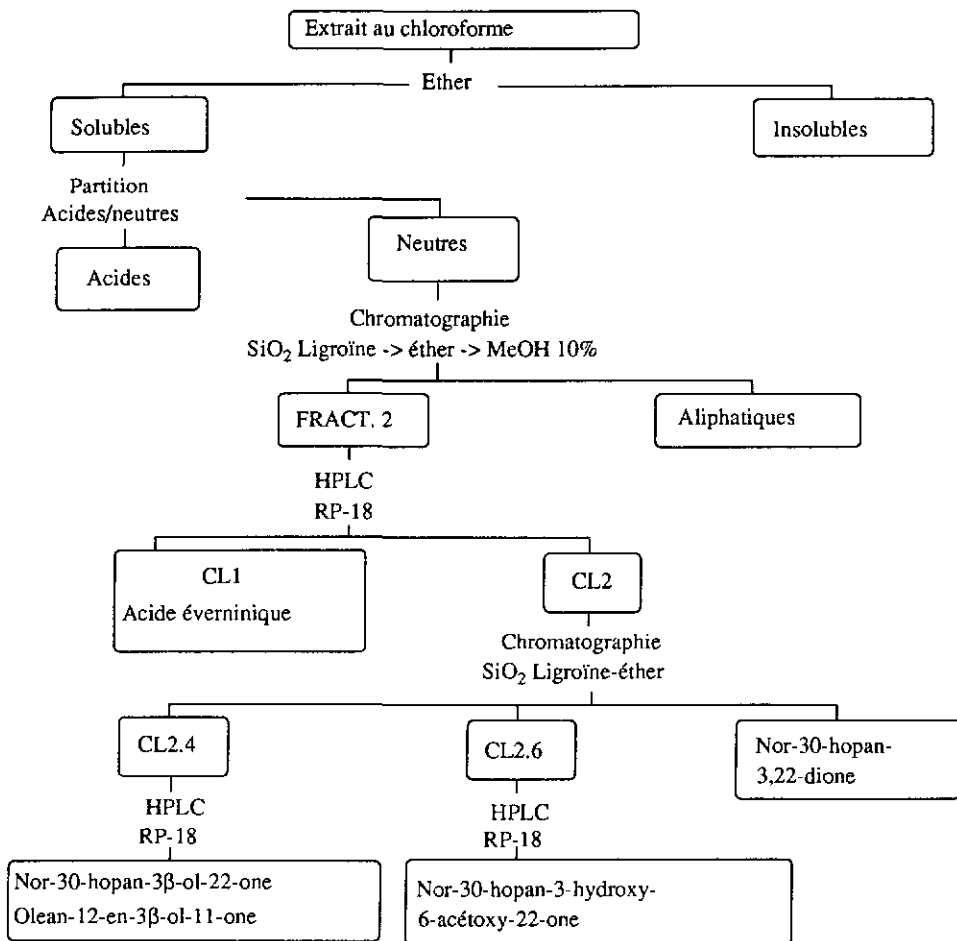 Extrait au chloroforme
Ether
Solubles
Insolubles
Partition
Acides/neutres
Neutres
Acides
Chromatographie
SiO₂ Ligroïne -> éther -> MeOH 10%
FRACT. 2
Aliphatiques
HPLC
RP-18
CL1
Acide éverninique
CL2
Chromatographie
SiO₂ Ligroïne-éther
CL2.4
CL2.6
Nor-30-hopan-
3,22-dione
HPLC
RP-18
HPLC
RP-18
Nor-30-hopan-3β-ol-22-one
Olean-12-en-3β-ol-11-one
Nor-30-hopan-3-hydroxy-
6-acétoxy-22-one